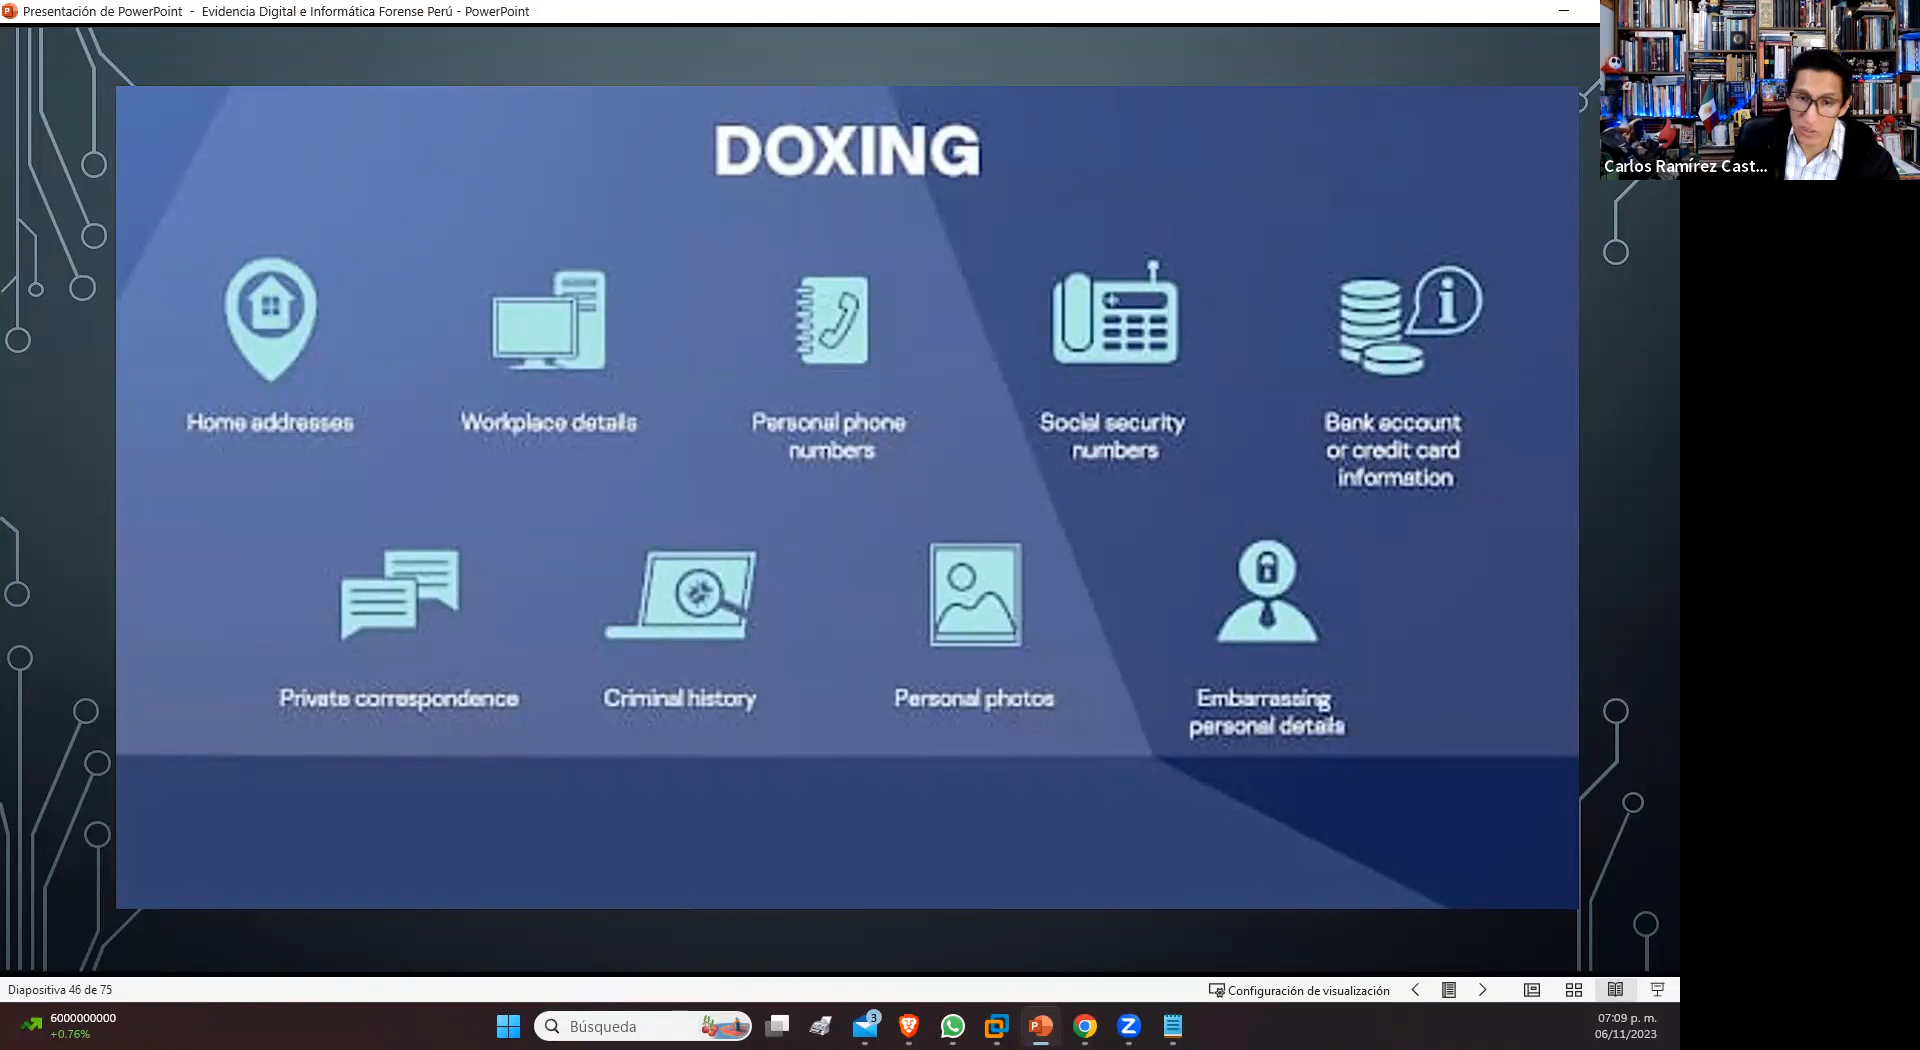 Presentación de PowerPoint - Evidencia Digital e Informática Forense Perú - PowerPoint
Carlos Ramírez Cast...
DOXING
Home addresses
Workplace details
Personal phone
numbers
Social security
numbers
Bank account
or credit card
information
Private correspondence
Criminal history
Personal photos
Embarrassing
personal details
Diapositiva 46 de 75
Configuración de visualización
6000000000
+0.76%
Búsqueda
3
07:09 p. m.
06/11/2023